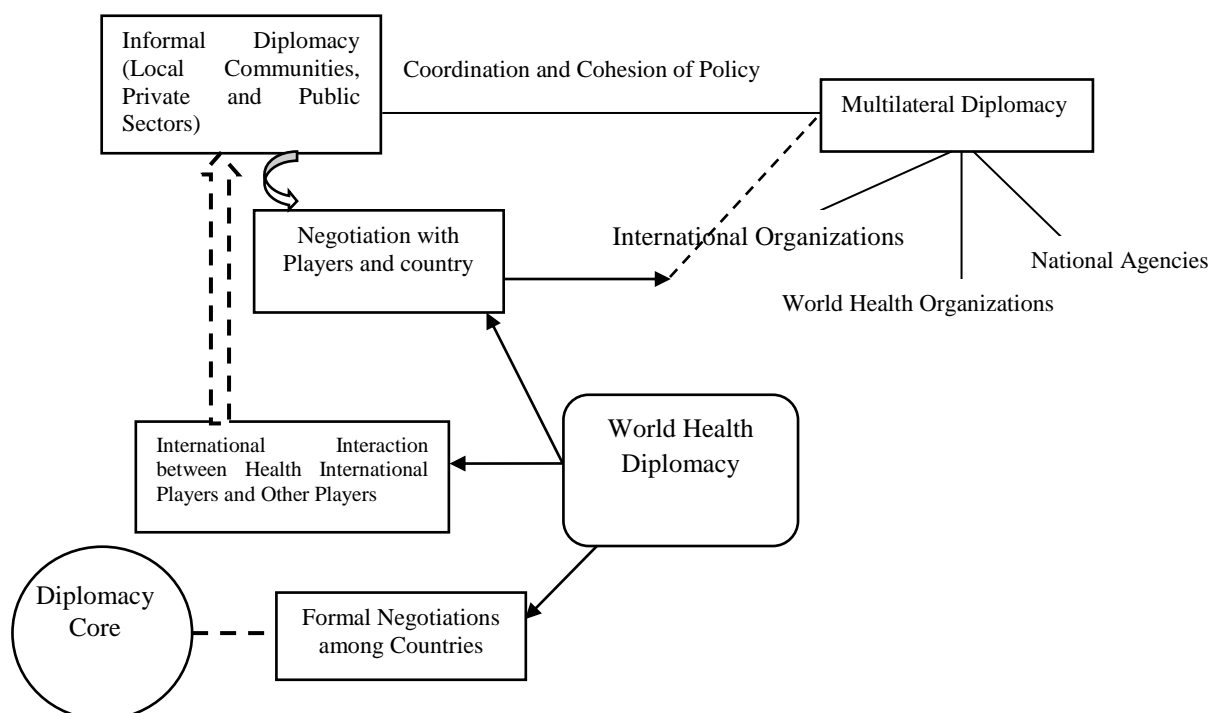 Informal Diplomacy
(Local Communities,
Private and Public
Sectors)
Coordination and Cohesion of Policy
Multilateral Diplomacy
Negotiation with
Players and country
International Organizations
National Agencies
World Health Organizations
World Health
Diplomacy
International Interaction
between Health International
Players and Other Players
Diplomacy
Core
Formal Negotiations
among Countries